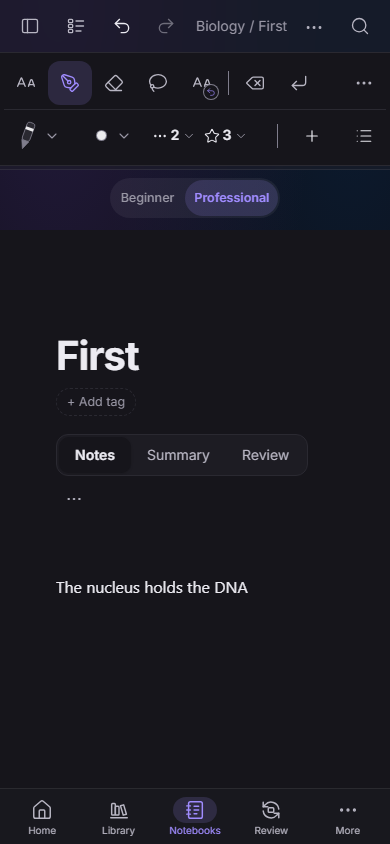 Biology / First
AA
AA
2
3
Beginner
Professional
First
+ Add tag
Notes
Summary
Review
The nucleus holds the DNA
Home
Library
Notebooks
Review
More